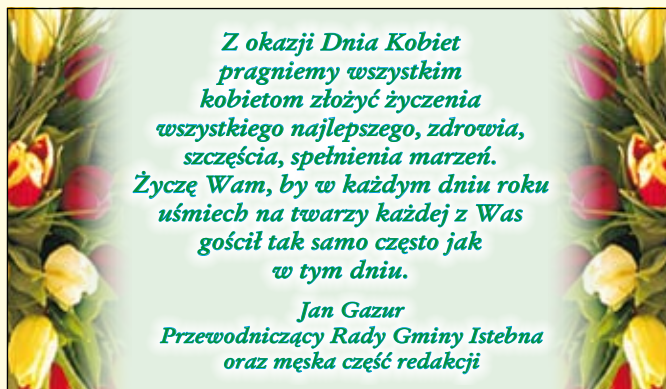 Z okazji Dnia Kobiet
pragniemy wszystkim
kobietom złożyć życzenia
wszystkiego najlepszego, zdrowia,
szczęścia, spełnienia marzeń.
Życzę Wam, by w każdym dniu roku
uśmiech na twarzy każdej z Was
gościł tak samo często jak
w tym dniu.
Jan Gazur
Przewodniczący Rady Gminy Istebna
oraz męska część redakcji